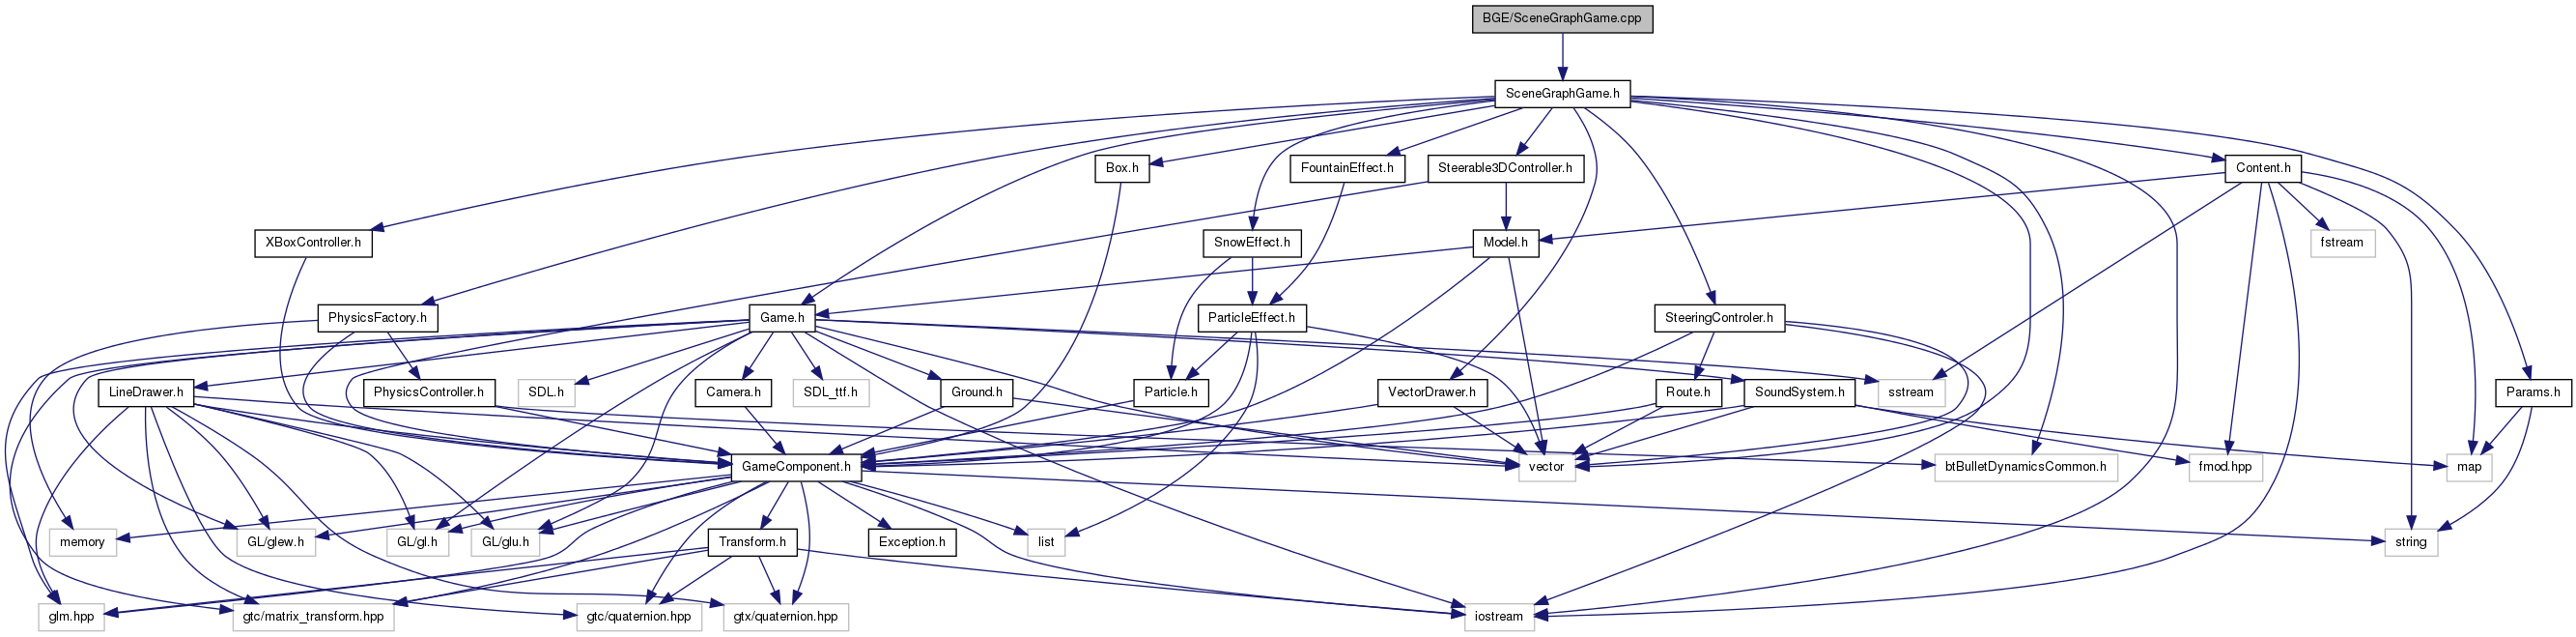 BGE/SceneGraphGame.cpp
SceneGraphGame.h
Box.h
FountainEffect.h
Steerable3DController.h
Content.h
XBoxController.h
SnowEffect.h
Model.h
fstream
PhysicsFactory.h
Game.h
ParticleEffect.h
SteeringControler.h
LineDrawer.h
PhysicsController.h
SDL.h
Camera.h
SDL_ttf.h
Ground.h
Particle.h
VectorDrawer.h
Route.h
SoundSystem.h
sstream
Params.h
GameComponent.h
vector
btBulletDynamicsCommon.h
fmod.hpp
map
memory
GL/glew.h
GL/gl.h
GL/glu.h
Transform.h
Exception.h
list
string
glm.hpp
gtc/matrix_transform.hpp
gtc/quaternion.hpp
gtx/quaternion.hpp
iostream